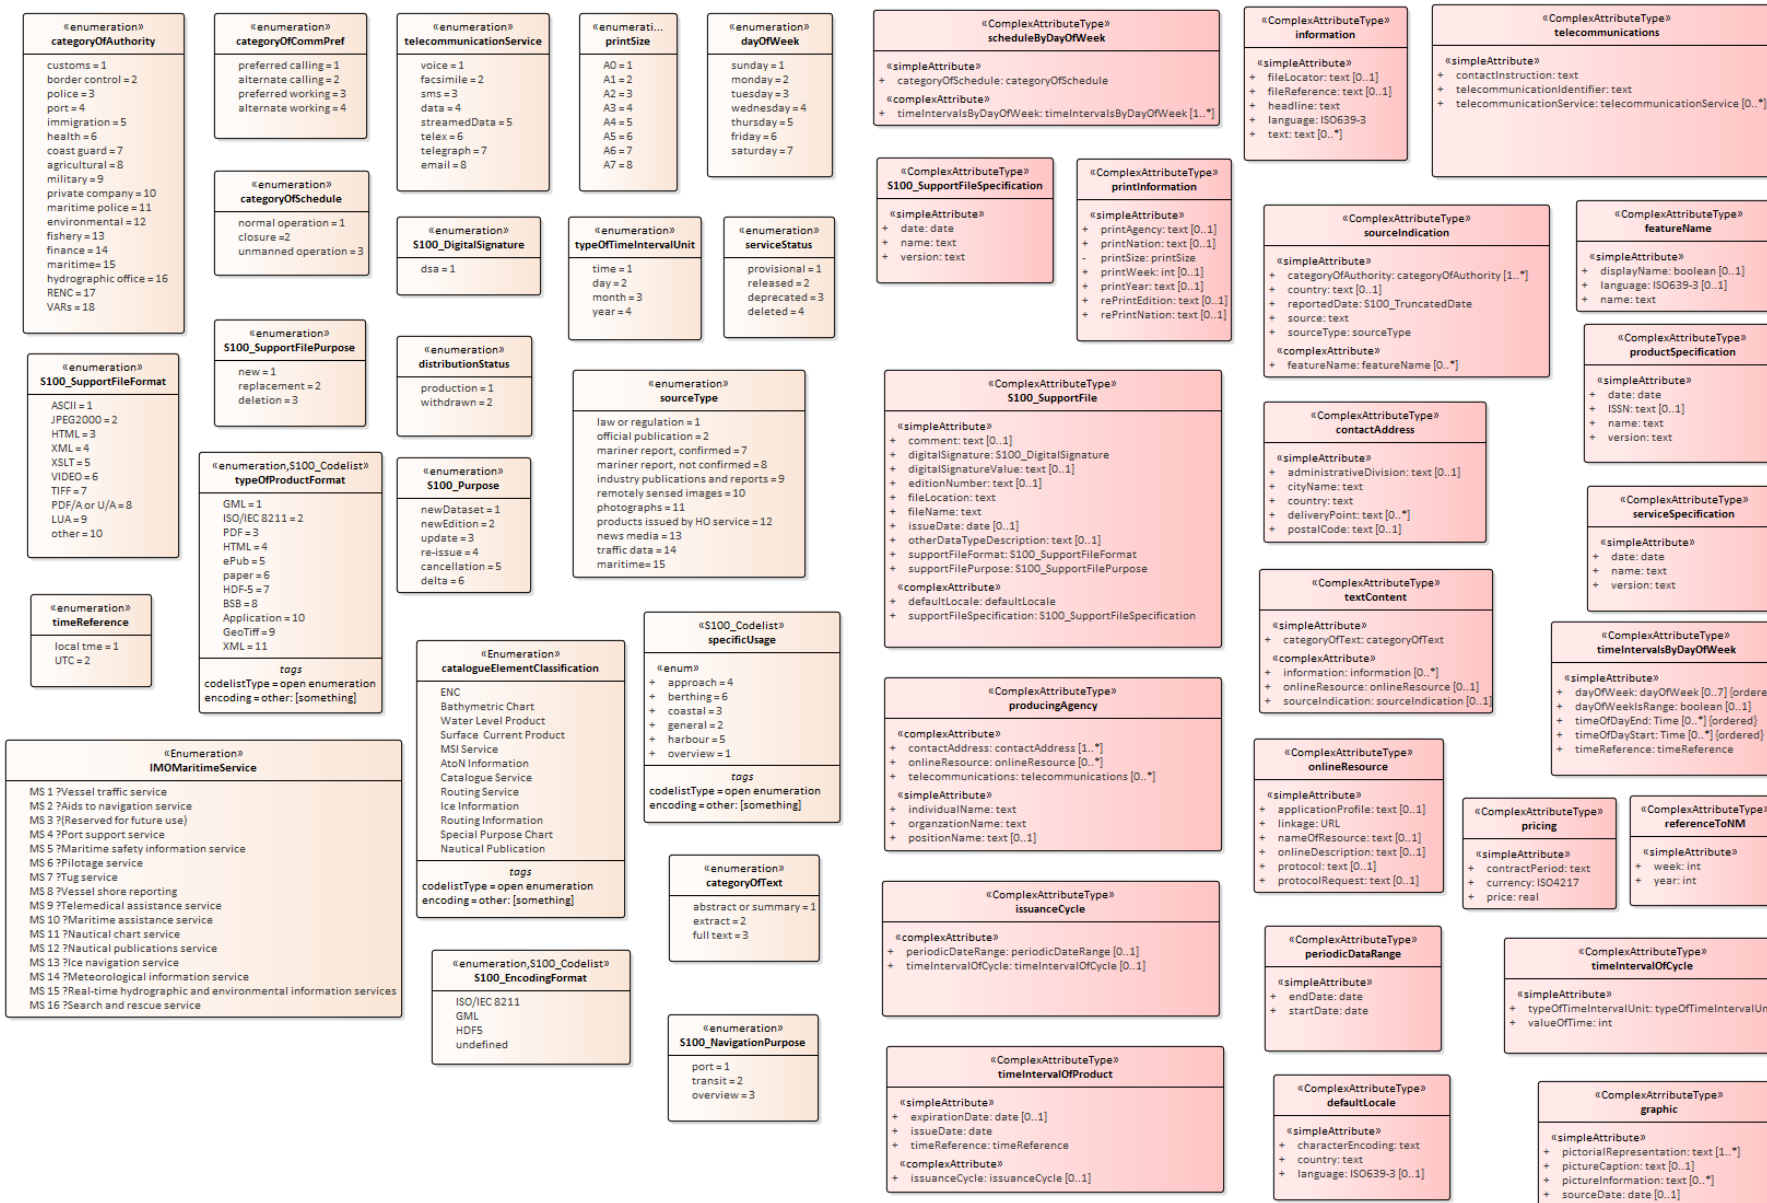 «enumeration»
categoryOfAuthority
customs = 1
border control = 2
police = 3
port = 4
immigration = 5
health = 6
coast guard = 7
agricultural = 8
military = 9
private company = 10
maritime police = 11
environmental = 12
fishery = 13
finance = 14
maritime= 15
hydrographic office = 16
RENC = 17
VARs = 18
«enumeration»
categoryOfCommPref
preferred calling = 1
alternate calling = 2
preferred working = 3
alternate working = 4
«enumeration»
telecommunicationService
voice = 1
facsimile = 2
sms = 3
data = 4
streamedData = 5
telex = 6
telegraph = 7
email = 8
«enumerati...
printSize
A0 = 1
A1 = 2
A2 = 3
A3 = 4
A4 = 5
A5 = 6
A6 = 7
A7 = 8
«enumeration»
dayOfWeek
sunday = 1
monday = 2
tuesday = 3
wednesday = 4
thursday = 5
friday = 6
saturday = 7
«enumeration»
categoryOfSchedule
normal operation = 1
closure =2
unmanned operation = 3
«enumeration»
S100_DigitalSignature
dsa = 1
«enumeration»
typeOfTimeIntervalUnit
time = 1
day = 2
month = 3
year = 4
«enumeration»
serviceStatus
provisional = 1
released = 2
deprecated = 3
deleted = 4
«enumeration»
S100_SupportFilePurpose
new = 1
replacement = 2
deletion = 3
«enumeration»
distributionStatus
production = 1
withdrawn = 2
«enumeration»
S100_SupportFileFormat
ASCII = 1
JPEG2000 = 2
HTML = 3
XML = 4
XSLT = 5
VIDEO = 6
TIFF = 7
PDF/A or U/A = 8
LUA = 9
other = 10
«enumeration»
sourceType
law or regulation = 1
official publication = 2
mariner report, confirmed = 7
mariner report, not confirmed = 8
industry publications and reports = 9
remotely sensed images = 10
photographs = 11
products issued by HO service = 12
news media = 13
traffic data = 14
maritime= 15
«enumeration,S100_Codelist»
typeOfProductFormat
GML = 1
ISO/IEC 8211 = 2
PDF = 3
HTML = 4
ePub = 5
paper = 6
HDF-5 = 7
BSB = 8
Application = 10
GeoTiff = 9
XML = 11
tags
codelistType = open enumeration
encoding = other: [something]
«enumeration»
S100_Purpose
newDataset = 1
newEdition = 2
update = 3
re-issue = 4
cancellation = 5
delta = 6
«enumeration»
timeReference
local tme = 1
UTC = 2
«Enumeration»
catalogueElementClassification
ENC
Bathymetric Chart
Water Level Product
Surface Current Product
MSI Service
AtoN Information
Catalogue Service
Routing Service
Ice Information
Routing Information
Special Purpose Chart
Nautical Publication
tags
codelistType = open enumeration
encoding = other: [something]
«S100_Codelist»
specificUsage
«enum»
+ approach = 4
+ berthing = 6
+ coastal = 3
+ general = 2
+ harbour = 5
+ overview = 1
tags
codelistType = open enumeration
encoding = other: [something]
«Enumeration»
IMOMaritimeService
MS 1 ?Vessel traffic service
MS 2 ?Aids to navigation service
MS 3 ?(Reserved for future use)
MS 4 ?Port support service
MS 5 ?Maritime safety information service
MS 6 ?Pilotage service
MS 7 ?Tug service
MS 8 ?Vessel shore reporting
MS 9 ?Telemedical assistance service
MS 10 ?Maritime assistance service
MS 11 ?Nautical chart service
MS 12 ?Nautical publications service
MS 13 ?Ice navigation service
MS 14 ?Meteorological information service
MS 15 ?Real-time hydrographic and environmental information services
MS 16 ?Search and rescue service
«enumeration»
categoryOfText
abstract or summary = 1
extract = 2
full text = 3
«enumeration,S100_Codelist»
S100_EncodingFormat
ISO/IEC 8211
GML
HDF5
undefined
«enumeration»
S100_NavigationPurpose
port = 1
transit = 2
overview = 3
«ComplexAttributeType»
scheduleByDayOfWeek
«simpleAttribute»
+ categoryOfSchedule: categoryOfSchedule
«complexAttribute»
+ timeIntervalsByDayOfWeek: timeIntervalsByDayOfWeek [1..*]
«ComplexAttributeType»
information
«simpleAttribute»
+ fileLocator: text [0..1]
+ fileReference: text [0..1]
+ headline: text
+ language: ISO639-3
+ text: text [0..*]
«ComplexAttributeType»
telecommunications
«simpleAttribute»
+ contactInstruction: text
+ telecommunicationIdentifier: text
+ telecommunicationService: telecommunicationService [0..*]
«ComplexAttributeType»
S100_SupportFileSpecification
«simpleAttribute»
+ date: date
+ name: text
+ version: text
«ComplexAttributeType»
printInformation
«simpleAttribute»
+ printAgency: text [0..1]
+ printNation: text [0..1]
- printSize: printSize
+ printWeek: int [0..1]
+ printYear: text [0..1]
+ rePrintEdition: text [0..1]
+ rePrintNation: text [0..1]
«ComplexAttributeType»
sourceIndication
«simpleAttribute»
+ categoryOfAuthority: categoryOfAuthority [1..*]
+ country: text [0..1]
+ reportedDate: S100_TruncatedDate
+ source: text
+ sourceType: sourceType
«complexAttribute»
+ featureName: featureName [0..*]
«ComplexAttributeType»
featureName
«simpleAttribute»
+ displayName: boolean [0..1]
+ language: ISO639-3 [0..1]
+ name: text
«ComplexAttributeType»
productSpecification
«simpleAttribute»
+ date: date
+ ISSN: text [0..1]
+ name: text
+ version: text
«ComplexAttributeType»
S100_SupportFile
«simpleAttribute»
+ comment: text [0..1]
+ digitalSignature: S100_DigitalSignature
+ digitalSignatureValue: text [0..1]
+ editionNumber: text [0..1]
+ fileLocation: text
+ fileName: text
+ issueDate: date [0..1]
+ otherDataTypeDescription: text [0..1]
+ supportFileFormat: S100_SupportFileFormat
+ supportFilePurpose: S100_SupportFilePurpose
«complexAttribute»
+ defaultLocale: defaultLocale
+ supportFileSpecification: S100_SupportFileSpecification
«ComplexAttributeType»
contactAddress
«simpleAttribute»
+ administrativeDivision: text [0..1]
+ cityName: text
+ country: text
+ deliveryPoint: text [0..*]
+ postalCode: text [0..1]
«ComplexAttributeType»
serviceSpecification
«simpleAttribute»
+ date: date
+ name: text
+ version: text
«ComplexAttributeType»
textContent
«simpleAttribute»
+ categoryOfText: categoryOfText
«complexAttribute»
+ information: information [0..*]
+ onlineResource: onlineResource [0..1]
+ sourceIndication: sourceIndication [0..1]
«ComplexAttributeType»
timeIntervalsByDayOfWeek
«simpleAttribute»
+ dayOfWeek: dayOfWeek [0..7] {ordere
+ dayOfWeekIsRange: boolean [0..1]
+ timeOfDayEnd: Time [0..*] {ordered}
+ timeOfDayStart: Time [0..*] {ordered}
+ timeReference: timeReference
«ComplexAttributeType»
producingAgency
«complexAttribute»
+ contactAddress: contactAddress [1..*]
+ onlineResource: onlineResource [0..*]
+ telecommunications: telecommunications [0..*]
«simpleAttribute»
+ individualName: text
+ organzationName: text
+ positionName: text [0..1]
«ComplexAttributeType»
onlineResource
«simpleAttribute»
+ applicationProfile: text [0..1]
+ linkage: URL
+ nameOfResource: text [0..1]
+ onlineDescription: text [0..1]
+ protocol: text [0..1]
+ protocolRequest: text [0..1]
«ComplexAttributeType»
pricing
«simpleAttribute»
+ contractPeriod: text
+ currency: ISO4217
+ price: real
«ComplexAttributeType»
referenceToNM
«simpleAttribute»
+ week: int
+ year: int
«ComplexAttributeType»
issuanceCycle
«complexAttribute»
+ periodicDateRange: periodicDateRange [0..1]
+ timeIntervalOfCycle: timeIntervalOfCycle [0..1]
«ComplexAttributeType»
periodicDataRange
«simpleAttribute»
+ endDate: date
+ startDate: date
«ComplexAttributeType»
timeIntervalOfCycle
«simpleAttribute»
+ typeOfTimeIntervalUnit: typeOfTimeIntervalUn
+ valueOfTime: int
«ComplexAttributeType»
timeIntervalOfProduct
«simpleAttribute»
+ expirationDate: date [0..1]
+ issueDate: date
+ timeReference: timeReference
«complexAttribute»
+ issuanceCycle: issuanceCycle [0..1]
«ComplexAttributeType»
defaultLocale
«simpleAttribute»
+ characterEncoding: text
+ country: text
+ language: ISO639-3 [0..1]
«ComplexAtrributeType»
graphic
«simpleAttribute»
+ pictorialRepresentation: text [1..*]
+ pictureCaption: text [0..1]
+ pictureInformation: text [0..*]
+ sourceDate: date [0..1]